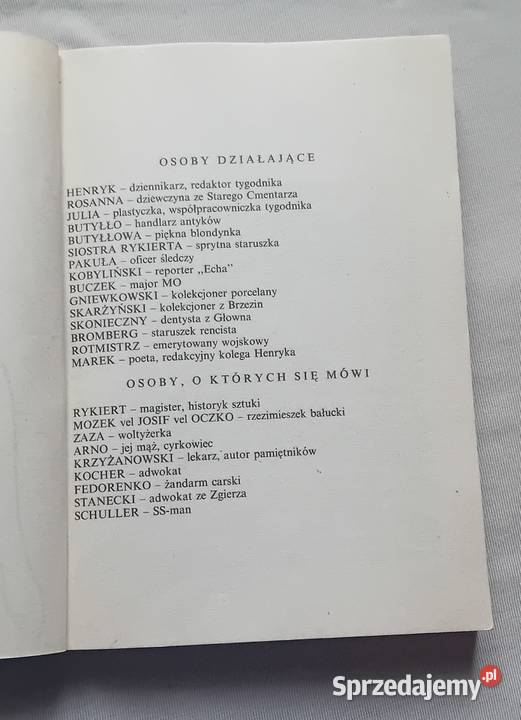 OSOBY DZIAŁAJĄCE
HENRYK – dziennikarz, redaktor tygodnika
ROSANNA – dziewczyna ze Starego Cmentarza
JULIA – plastyczka, współpracowniczka tygodnika
BUTYŁŁO – handlarz antyków
BUTYŁŁOWA – piękna blondynka
SIOSTRA RYKIERTA – sprytna staruszka
PAKUŁA – oficer śledczy
KOBYLIŃSKI – reporter „Echa"
BUCZEK – major MO
GNIEWKOWSKI – kolekcjoner porcelany
SKARŻYŃSKI – kolekcjoner z Brzezin
SKONIECZNY – dentysta z Głowna
BROMBERG – staruszek rencista
ROTMISTRZ – emerytowany wojskowy
MAREK – poeta, redakcyjny kolega Henryka
OSOBY, O KTÓRYCH SIĘ MÓWI
RYKIERT – magister, historyk sztuki
MOZEK vel JOSIF vel OCZKO – rzezimieszek bałucki
ZAZA – woltyżerka
ARNO – jej mąż, cyrkowiec
KRZYŻANOWSKI – lekarz, autor pamiętników
KOCHER – adwokat
FEDORENKO – żandarm carski
STANECKI – adwokat ze Zgierza
SCHULLER – SS-man
Sprzedajemy.pl